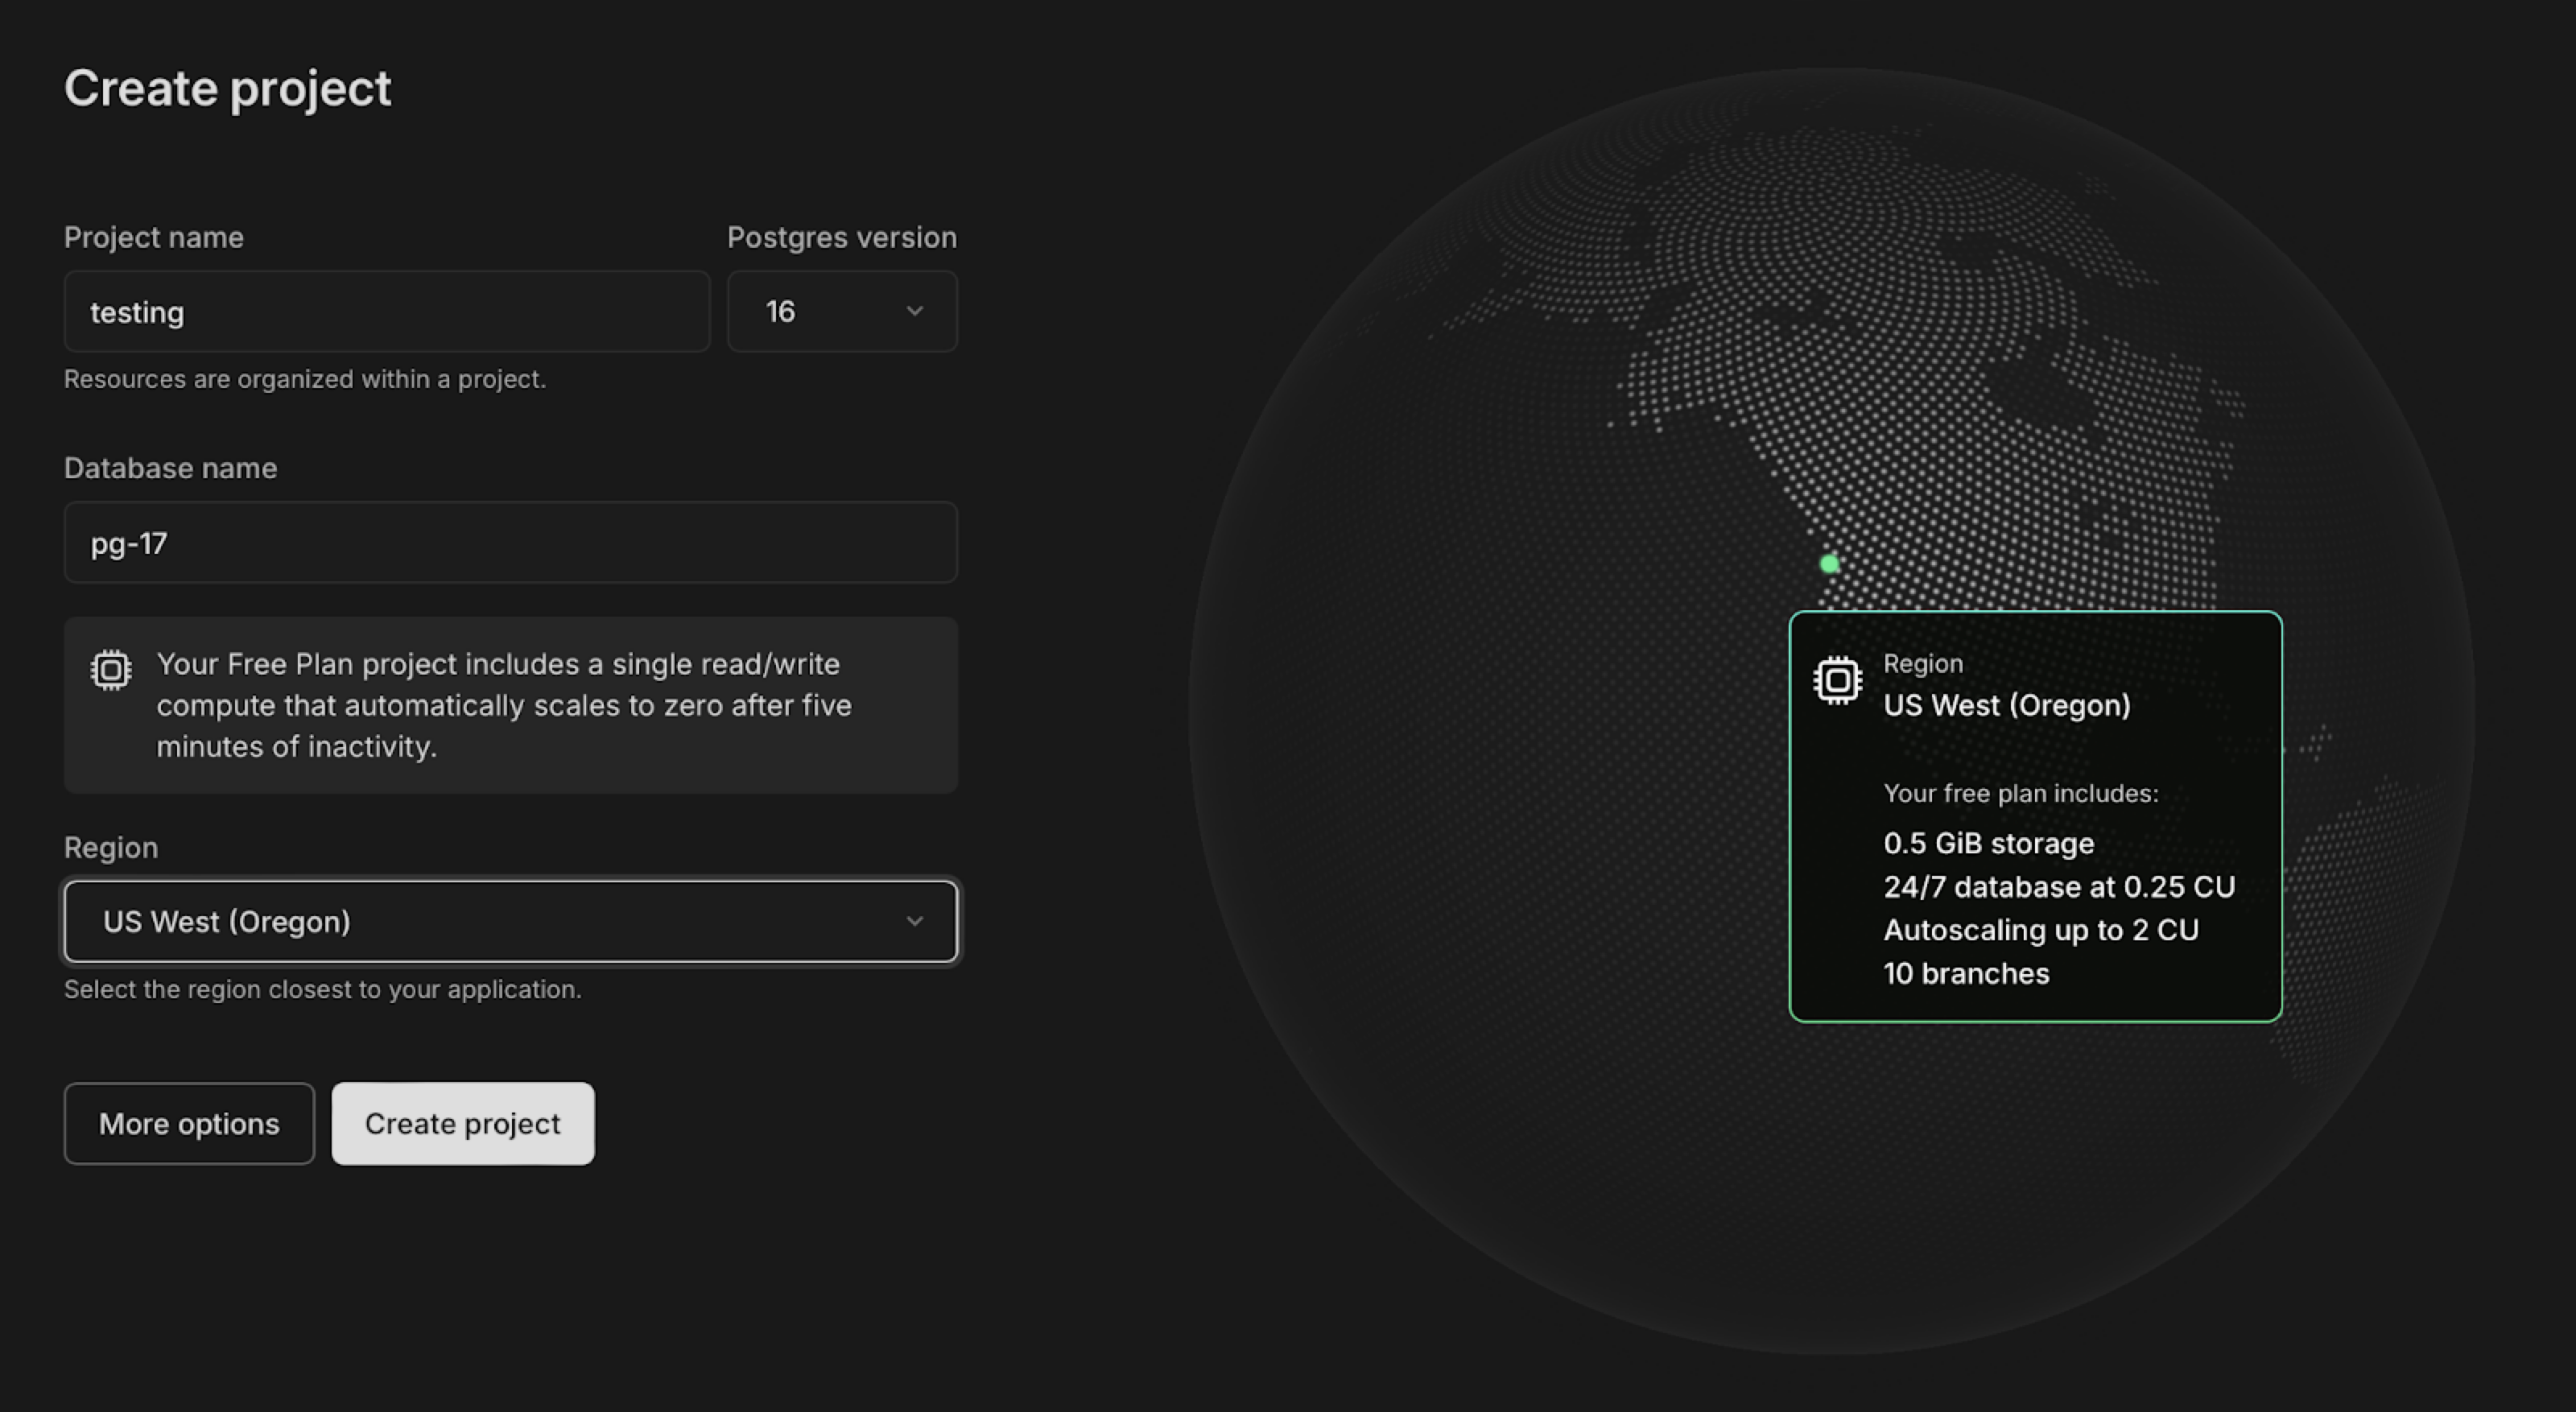 Create project
Project name
Postgres version
testing
16
Resources are organized within a project.
Database name
pg-17
Your Free Plan project includes a single read/write
compute that automatically scales to zero after five
minutes of inactivity.
Region
US West (Oregon)
Select the region closest to your application.
More options
Create project
Region
US West (Oregon)
Your free plan includes:
0.5 GiB storage
24/7 database at 0.25 CU
Autoscaling up to 2 CU
10 branches